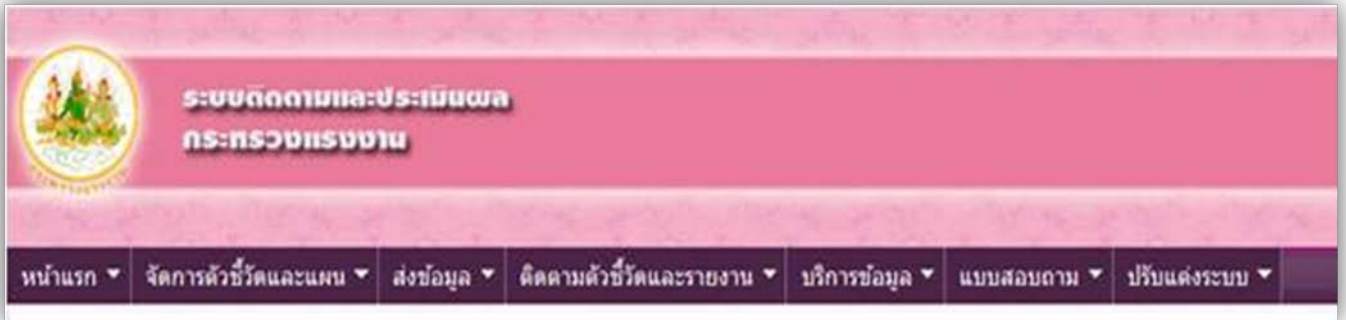 ระบบติดตามและประเมินผล
กระทรวงแรงงาน
หน้าแรก จัดการตัวชี้วัดและแผน ส่งข้อมูล ติดตามตัวชี้วัดและรายงาน บริการข้อมูล แบบสอบถาม ปรับแต่งระบบ